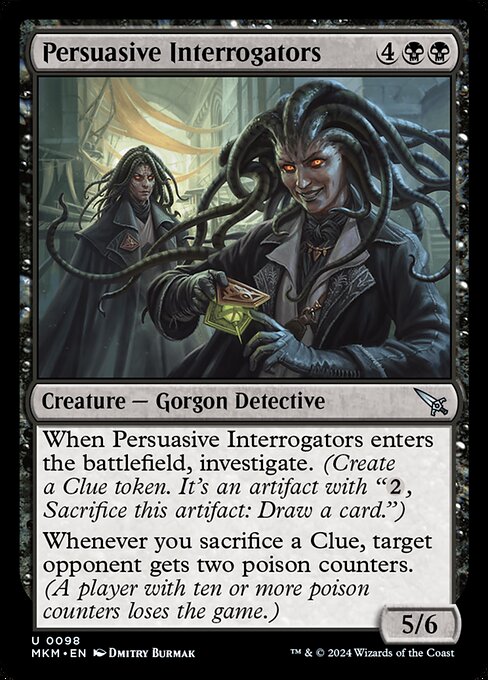 Persuasive Interrogators 4
Creature — Gorgon Detective
When Persuasive Interrogators enters
the battlefield, investigate. (Create
a Clue token. It's an artifact with “2,
Sacrifice this artifact: Draw a card.”)
Whenever you sacrifice a Clue, target
opponent gets two poison counters.
(A player with ten or more poison
counters loses the game.)
5/6
U 0098
MKM • EN Dmitry Burmak
™ & © 2024 Wizards of the Coast